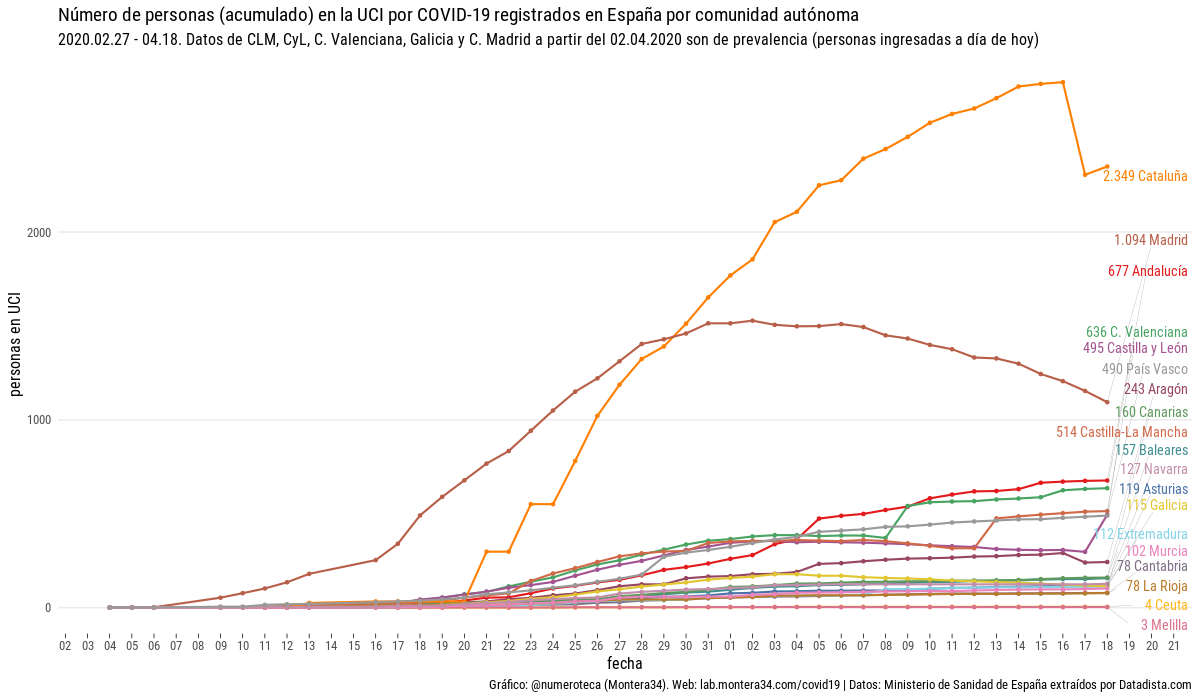 Número de personas (acumulado) en la UCI por COVID-19 registrados en España por comunidad autónoma
2020.02.27 - 04.18. Datos de CLM, CyL, C. Valenciana, Galicia y C. Madrid a partir del 02.04.2020 son de prevalencia (personas ingresadas a día de hoy)
personas en UCI
2000
1000
0
2.349 Cataluña
1.094 Madrid
677 Andalucía
636 C. Valenciana
495 Castilla y León
490 País Vasco
243 Aragón
160 Canarias
514 Castilla-La Mancha
157 Baleares
127 Navarra
119 Asturias
115 Galicia
112 Extremadura
102 Murcia
78 Cantabria
78 La Rioja
4 Ceuta
3 Melilla
02 03 04 05 06 07 08 09 10 11 12 13 14 15 16 17 18 19 20 21 22 23 24 25 26 27 28 29 30 31 01 02 03 04 05 06 07 08 09 10 11 12 13 14 15 16 17 18 19 20 21
fecha
Gráfico: @numeroteca (Montera34). Web: lab.montera34.com/covid19 | Datos: Ministerio de Sanidad de España extraídos por Datadista.com